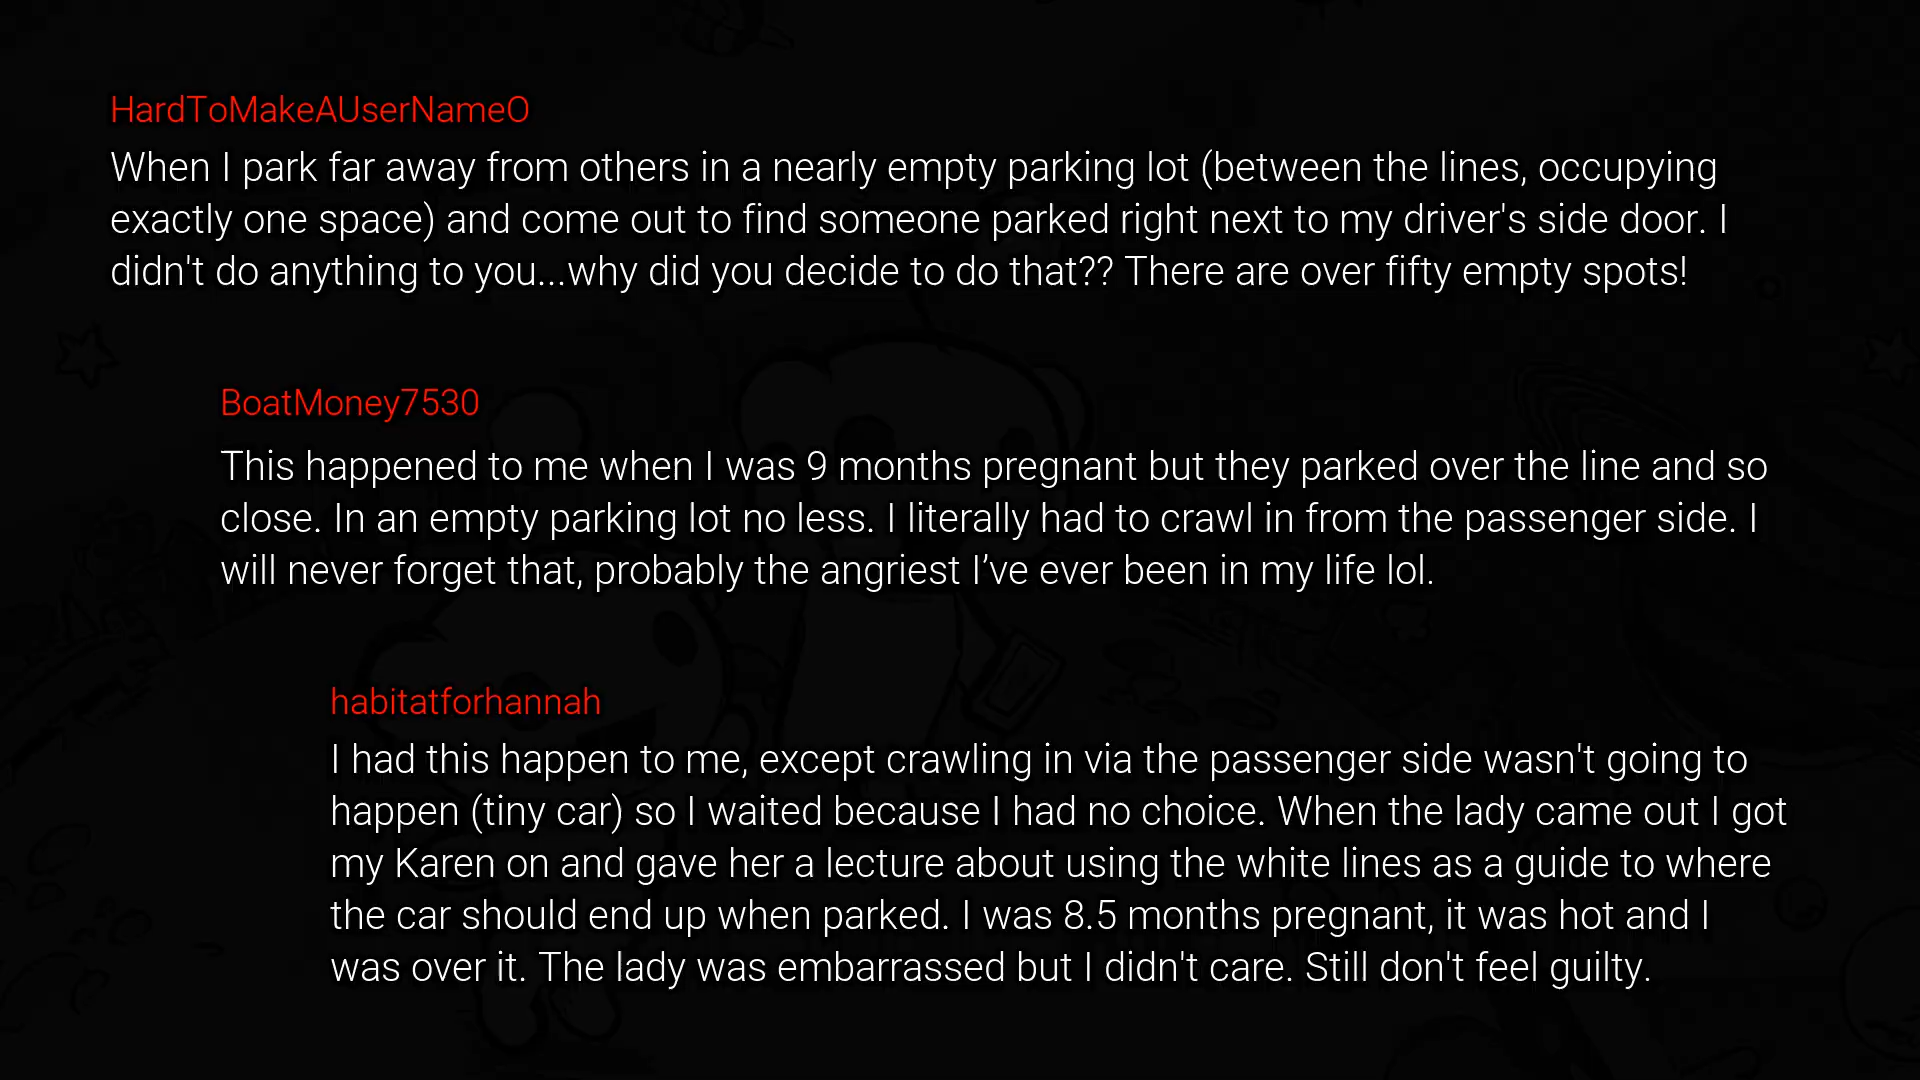 HardToMakeAUserNameO
When I park far away from others in a nearly empty parking lot (between the lines, occupying
exactly one space) and come out to find someone parked right next to my driver's side door. I
didn't do anything to you...why did you decide to do that?? There are over fifty empty spots!
BoatMoney7530
This happened to me when I was 9 months pregnant but they parked over the line and so
close. In an empty parking lot no less. I literally had to crawl in from the passenger side. I
will never forget that, probably the angriest I’ve ever been in my life lol.
habitatforhannah
I had this happen to me, except crawling in via the passenger side wasn't going to
happen (tiny car) so I waited because I had no choice. When the lady came out I got
my Karen on and gave her a lecture about using the white lines as a guide to where
the car should end up when parked. I was 8.5 months pregnant, it was hot and I
was over it. The lady was embarrassed but I didn't care. Still don't feel guilty.